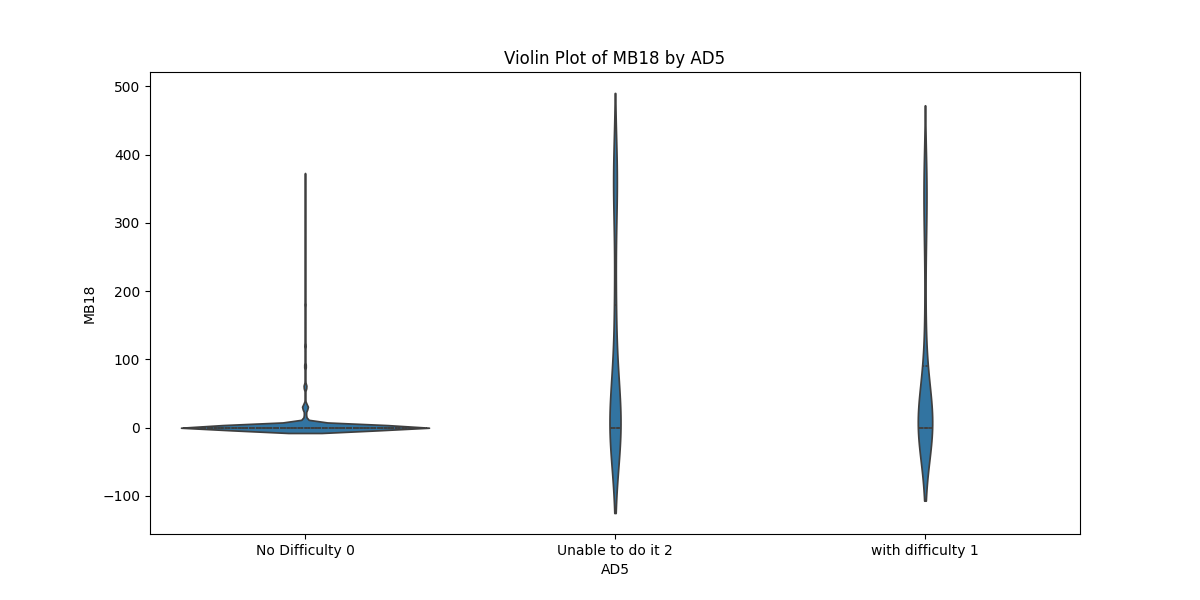 Violin Plot of MB18 by AD5
500
400
300
200
100
0
−100
MB18
No Difficulty 0
Unable to do it 2
with difficulty 1
AD5